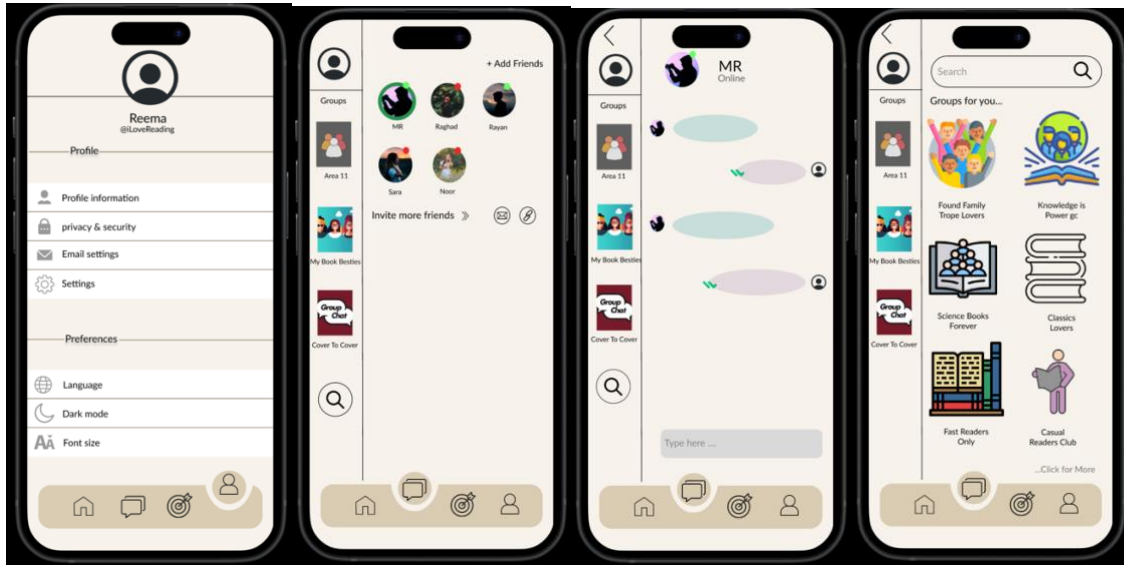 Reema
@iLoveReading
Profile
Profile information
privacy & security
Email settings
Settings
Preferences
Language
Dark mode
AA Font size
+ Add Friends
Groups
MR
Raghad
Rayan
Area 11
Sara
Noor
Invite more friends
My Book Besties
Group
Chat
Cover To Cover
MR
Online
Groups
Area 11
My Book Besties
Group
Chat
Cover To Cover
Type here ....
Search
Groups
Groups for you...
Area 11
Found Family
Trope Lovers
Knowledge is
Power gc
My Book Besties
Science Books
Forever
Classics
Lovers
Group
Chat
Cover To Cover
Fast Readers
Only
Casual
Readers Club
...Click for More